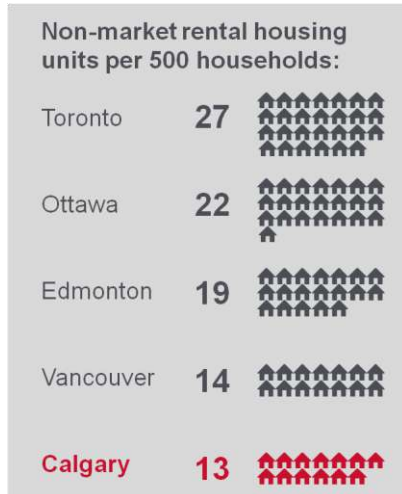 Non-market rental housing
units per 500 households:
Toronto 27
Ottawa 22
Edmonton 19
Vancouver 14
Calgary 13